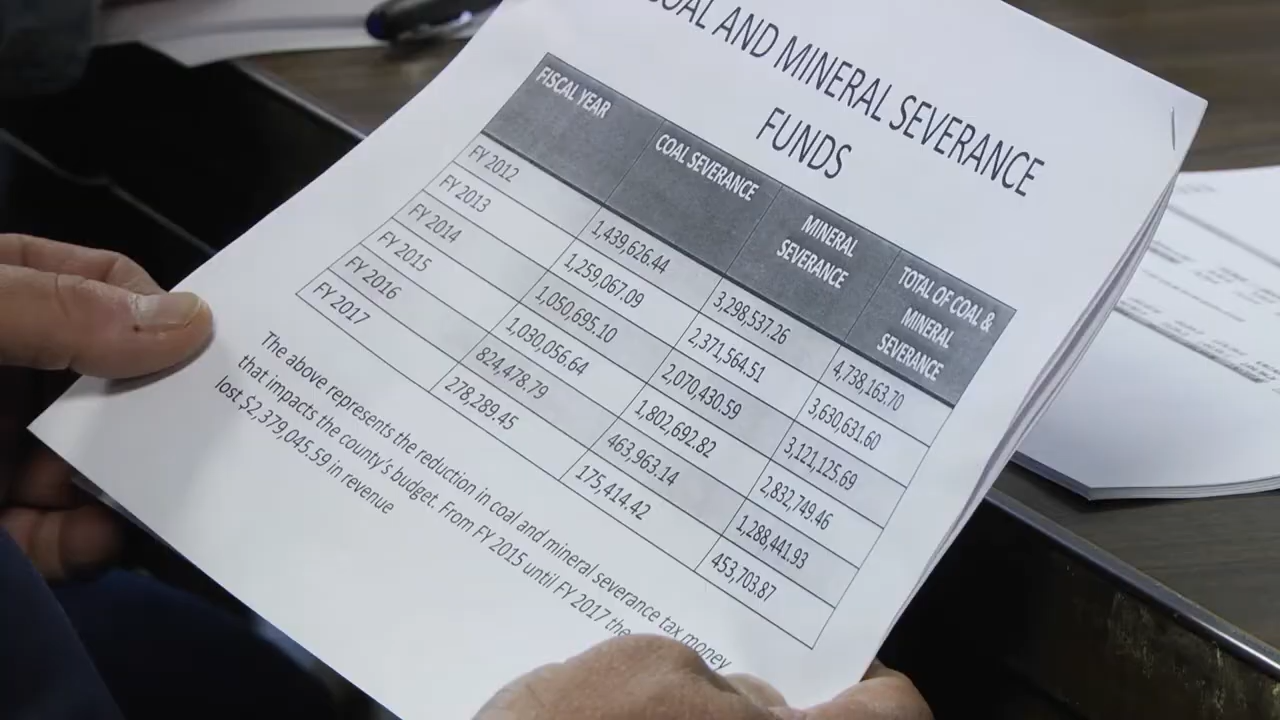 COAL AND MINERAL SEVERANCE
FUNDS
FISCAL YEAR COAL SEVERANCE MINERAL SEVERANCE TOTAL OF COAL & MINERAL SEVERANCE
FY 2012 1,439,626.44 3,298,537.26 4,738,163.70
FY 2013 1,259,067.09 2,371,564.51 3,630,631.60
FY 2014 1,050,695.10 2,070,430.59 3,121,125.69
FY 2015 1,030,056.64 1,802,692.82 2,832,749.46
FY 2016 824,478.79 463,963.14 1,288,441.93
FY 2017 278,289.45 175,414.42 453,703.87
The above represents the reduction in coal and mineral severance tax money
that impacts the county's budget. From FY 2015 until FY 2017 the
lost $2,379,045.59 in revenue